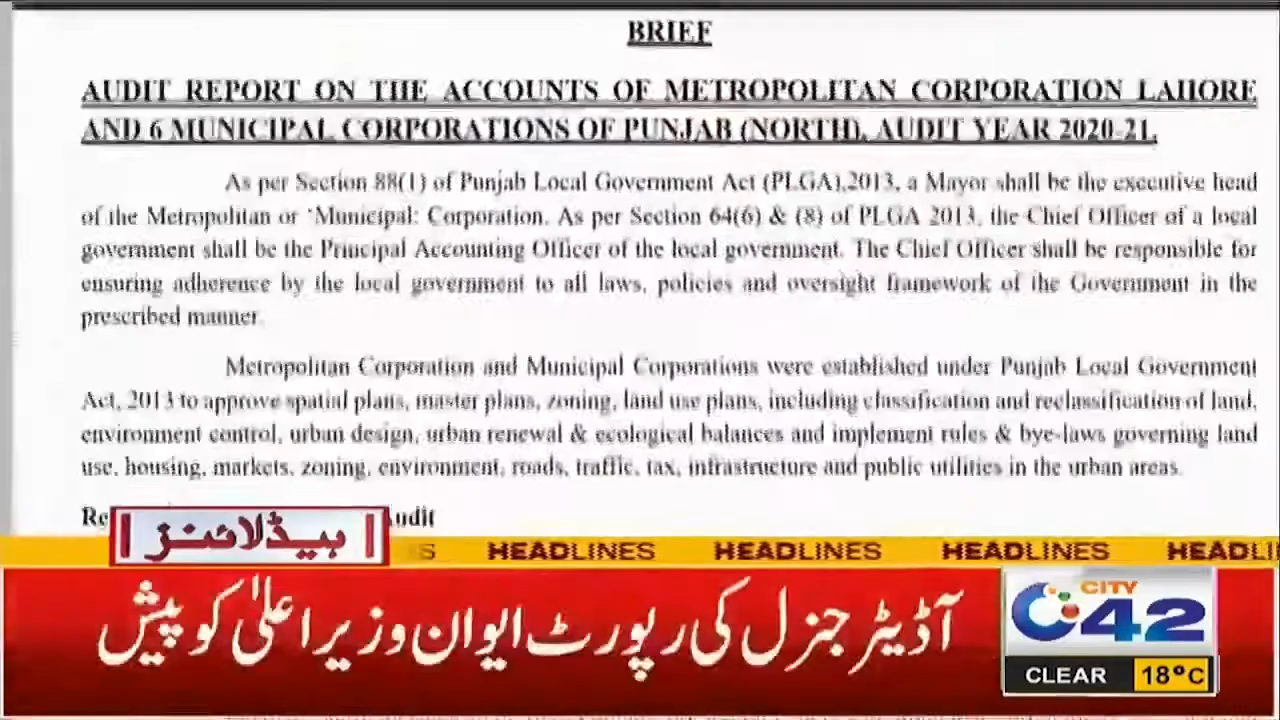 BRIEF
AUDIT REPORT ON THE ACCOUNTS OF METROPOLITAN CORPORATION LAHORE
AND 6 MUNICIPAL CORPORATIONS OF PUNJAB (NORTH), AUDIT YEAR 2020-21.
As per Section 88(1) of Punjab Local Government Act (PLGA),2013, a Mayor shall be the executive head
of the Metropolitan or ‘Municipal: Corporation. As per Section 64(6) & (8) of PLGA 2013, the Chief Officer of a local
government shall be the Principal Accounting Officer of the local government. The Chief Officer shall be responsible for
ensuring adherence by the local government to all laws, policies and oversight framework of the Government in the
prescribed manner.
Metropolitan Corporation and Municipal Corporations were established under Punjab Local Government
Act, 2013 to approve spatial plans, master plans, zoning, land use plans, including classification and reclassification of land,
environment control, urban design, urban renewal & ecological balances and implement rules & bye-laws governing land
use, housing, markets, zoning, environment, roads, traffic, tax, infrastructure and public utilities in the urban areas.
Re udit
ہیڈلائنز
S HEADLINES HEADLINES HEADLINES HEADLI
آڈیٹر جنرل کی رپورٹ ایوان وزیراعلیٰ کو پیش
CITY
42
CLEAR 18°C